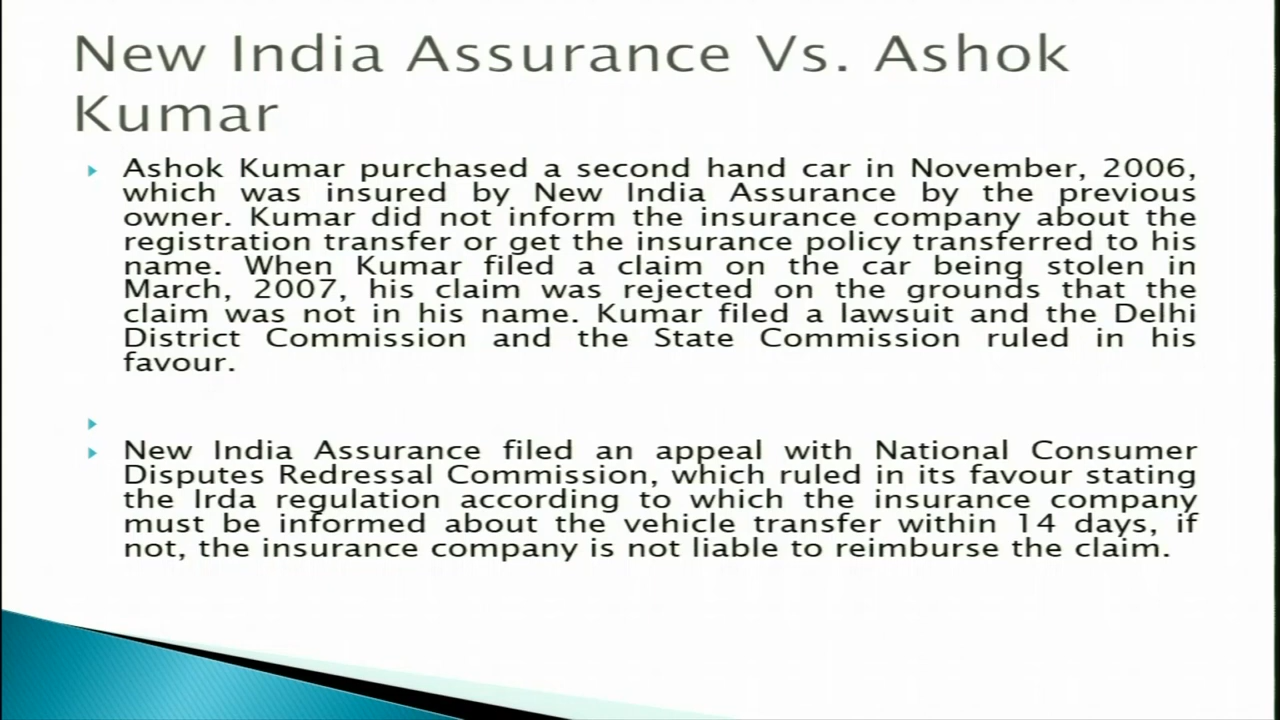 New India Assurance Vs. Ashok
Kumar
Ashok Kumar purchased a second hand car in November, 2006,
which was insured by New India Assurance by the previous
owner. Kumar did not inform the insurance company about the
registration transfer or get the insurance policy transferred to his
name. When Kumar filed a claim on the car being stolen in
March, 2007, his claim was rejected on the grounds that the
claim was not in his name. Kumar filed a lawsuit and the Delhi
District Commission and the State Commission ruled in his
favour.
New India Assurance filed an appeal with National Consumer
Disputes Redressal Commission, which ruled in its favour stating
the Irda regulation according to which the insurance company
must be informed about the vehicle transfer within 14 days, if
not, the insurance company is not liable to reimburse the claim.